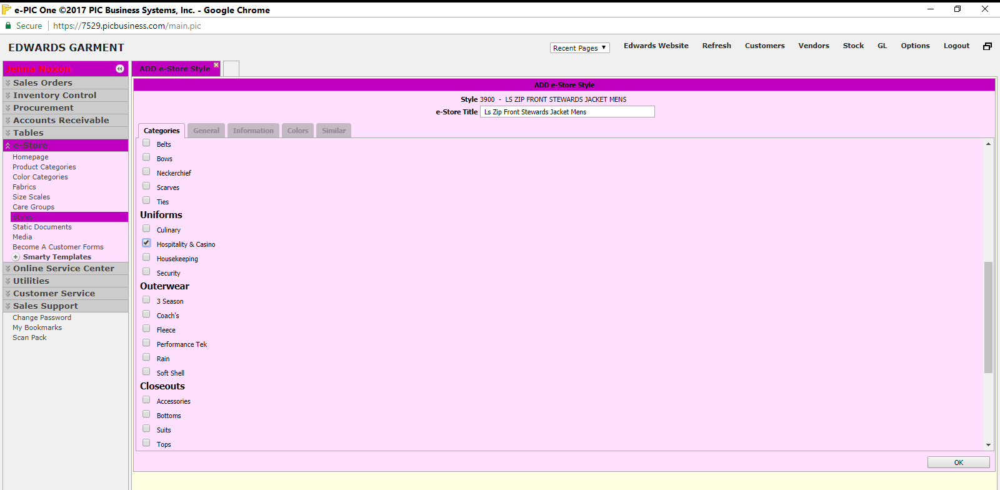 e-PIC One ©2017 PIC Business Systems, Inc. - Google Chrome
Secure https://7529.picbusiness.com/main.pic
EDWARDS GARMENT
Recent Pages ▼ Edwards Website Refresh Customers Vendors Stock GL Options Logout
Jenna Noxon
Sales Orders
Inventory Control
Procurement
Accounts Receivable
Tables
e-Store
Homepage
Product Categories
Color Categories
Fabrics
Size Scales
Care Groups
Styles
Static Documents
Media
Become A Customer Forms
Smarty Templates
Online Service Center
Utilities
Customer Service
Sales Support
Change Password
My Bookmarks
Scan Pack
ADD e-Store Style
ADD e-Store Style
Style 3900 - LS ZIP FRONT STEWARDS JACKET MENS
e-Store Title Ls Zip Front Stewards Jacket Mens
Categories General Information Colors Similar
Belts
Bows
Neckerchief
Scarves
Ties
Uniforms
Culinary
Hospitality & Casino
Housekeeping
Security
Outerwear
3 Season
Coach's
Fleece
Performance Tek
Rain
Soft Shell
Closeouts
Accessories
Bottoms
Suits
Tops
OK